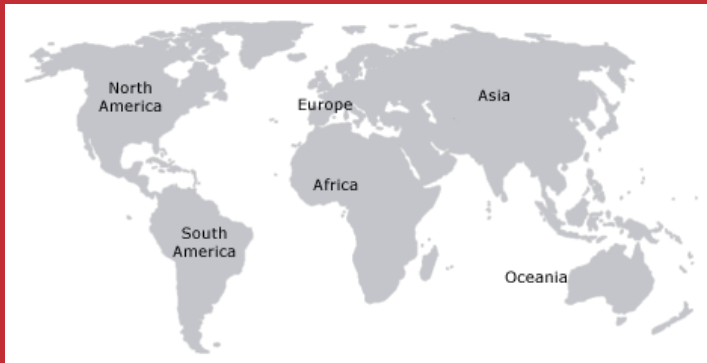 North
America
Europe
Asia
Africa
South
America
Oceania